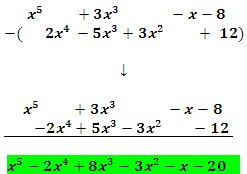 x⁵ + 3x³ − x − 8
−( 2x⁴ − 5x³ + 3x² + 12)
↓
x⁵ + 3x³ − x − 8
−2x⁴ + 5x³ − 3x² − 12
x⁵ − 2x⁴ + 8x³ − 3x² − x − 20